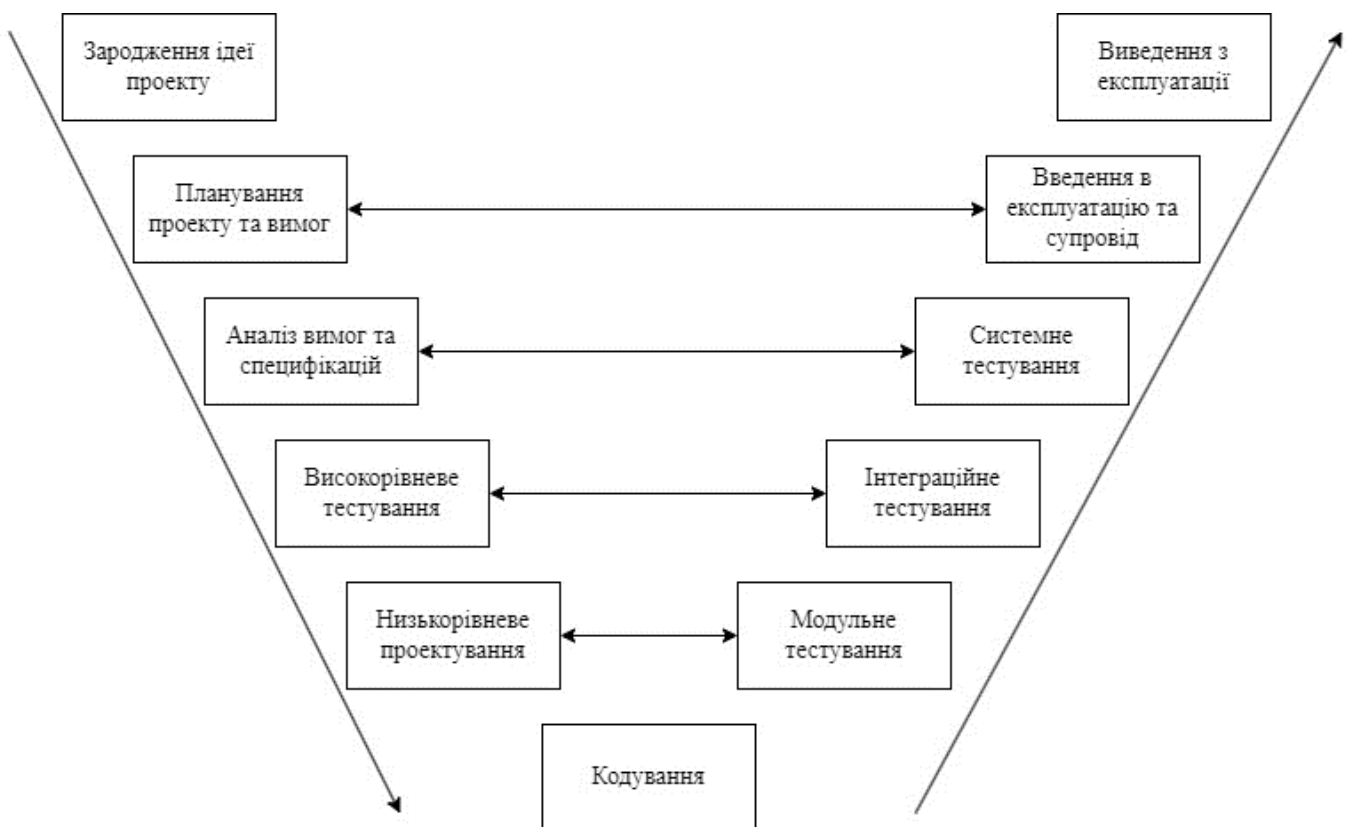 Зародження ідеї
проекту
Виведення з
експлуатації
Планування
проекту та вимог
Введення в
експлуатацію та
супровід
Аналіз вимог та
специфікацій
Системне
тестування
Високорівневе
тестування
Інтеграційне
тестування
Низькорівневе
проектування
Модульне
тестування
Кодування